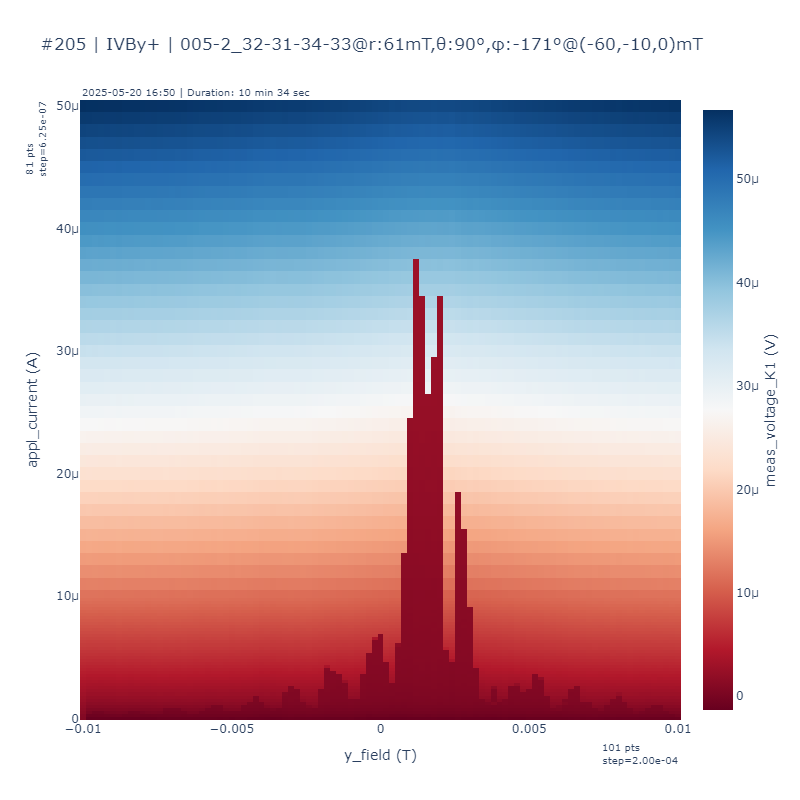 #205 | IVBy+ | 005-2_32-31-34-33@r:61mT,θ:90°,φ:-171°@(-60,-10,0)mT
2025-05-20 16:50 | Duration: 10 min 34 sec
81 pts
step=6.25e-07
50μ
40μ
30μ
20μ
10μ
0
appl_current (A)
−0.01
−0.005
0
0.005
0.01
y_field (T)
101 pts
step=2.00e-04
50μ
40μ
30μ
20μ
10μ
0
meas_voltage_K1 (V)